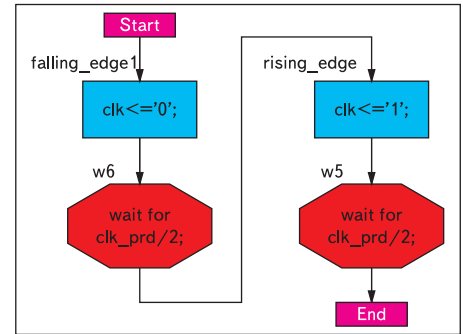 Start
falling_edge1
clk<='0';
w6
wait for
clk_prd/2;
rising_edge
clk<='1';
w5
wait for
clk_prd/2;
End